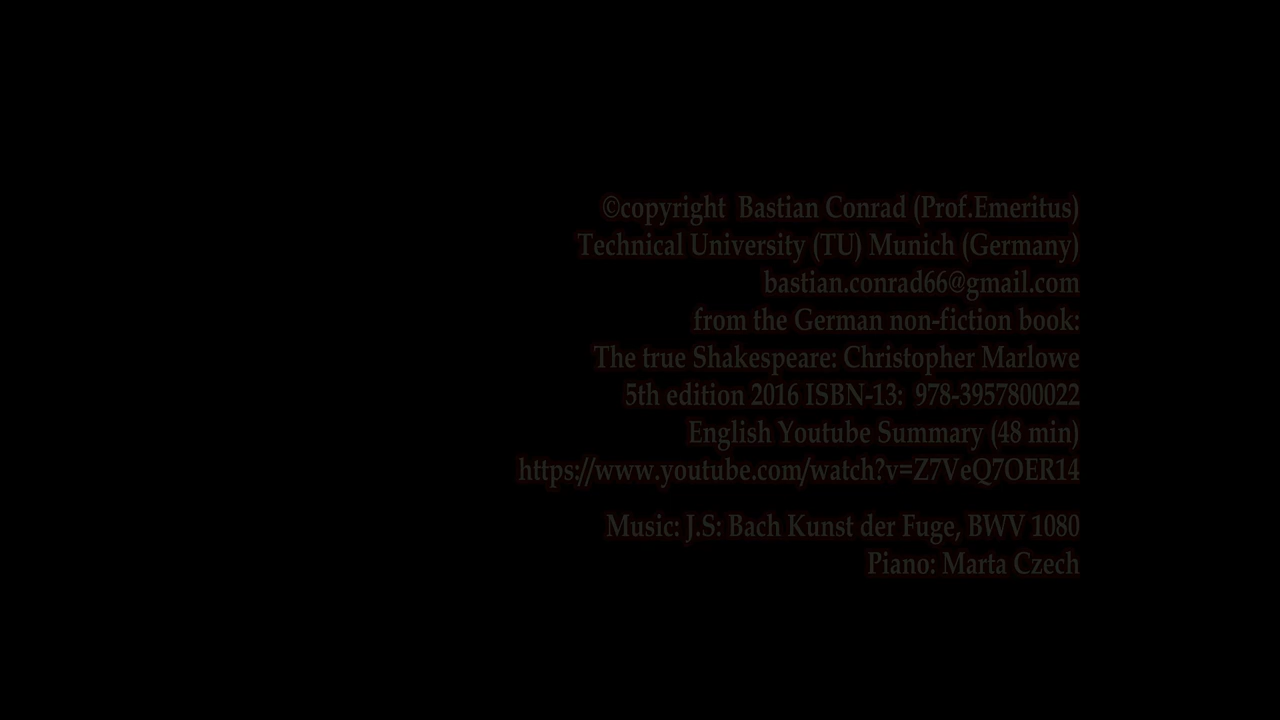 ©copyright Bastian Conrad (Prof.Emeritus)
Technical University (TU) Munich (Germany)
bastian.conrad66@gmail.com
from the German non-fiction book:
The true Shakespeare: Christopher Marlowe
5th edition 2016 ISBN-13: 978-3957800022
English Youtube Summary (48 min)
https://www.youtube.com/watch?v=Z7VeQ7OER14
Music: J.S: Bach Kunst der Fuge, BWV 1080
Piano: Marta Czech